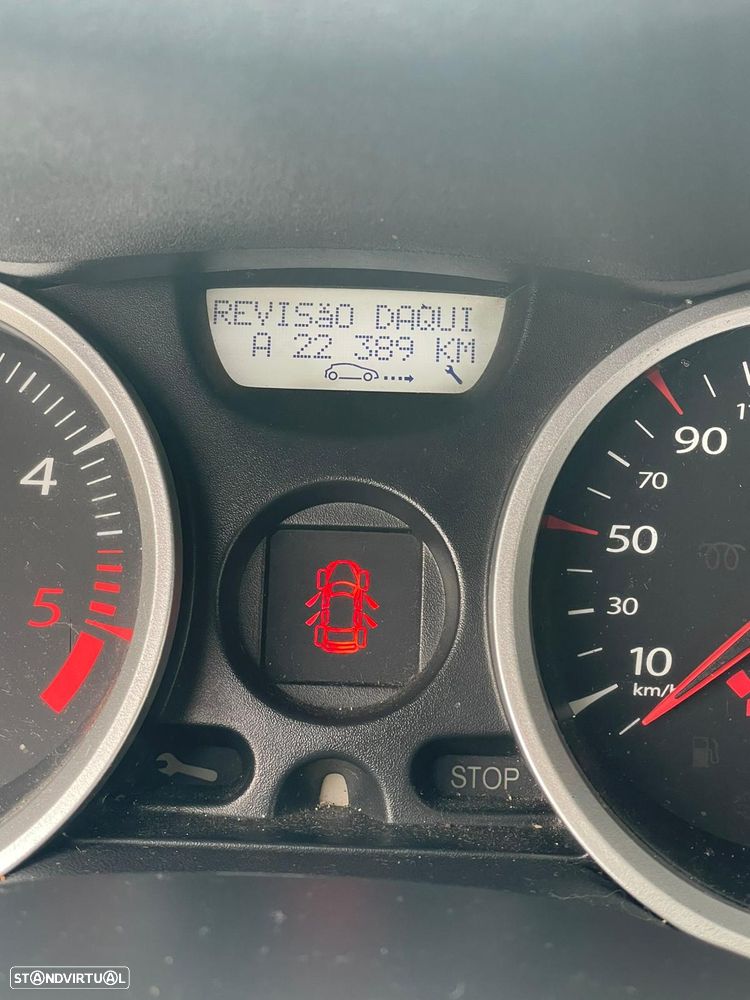 REVISÃO DAQUI
A 22 389 KM
4
5
90
70
50
30
10
km/h
STOP
STANDVIRTUAL